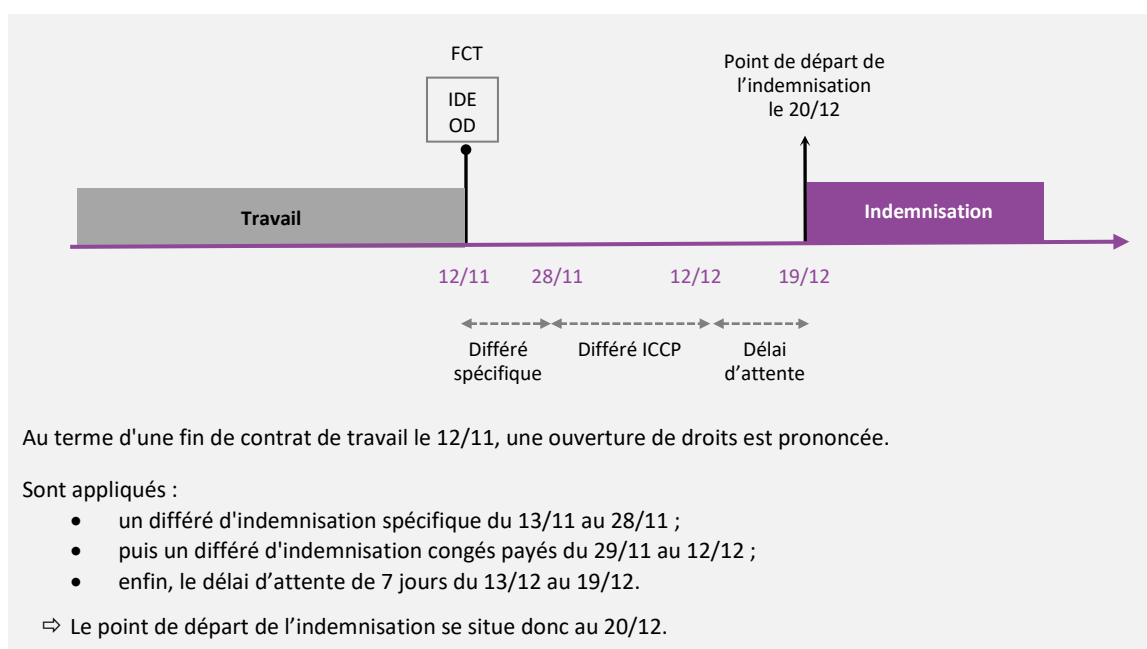 FCT
IDE
OD
Point de départ de
l'indemnisation
le 20/12
Travail
Indemnisation
12/11
28/11
12/12
19/12
Différé
spécifique
Différé ICCP
Délai
d'attente
Au terme d'une fin de contrat de travail le 12/11, une ouverture de droits est prononcée.
Sont appliqués :
• un différé d'indemnisation spécifique du 13/11 au 28/11 ;
• puis un différé d'indemnisation congés payés du 29/11 au 12/12 ;
• enfin, le délai d'attente de 7 jours du 13/12 au 19/12.
⇨ Le point de départ de l'indemnisation se situe donc au 20/12.